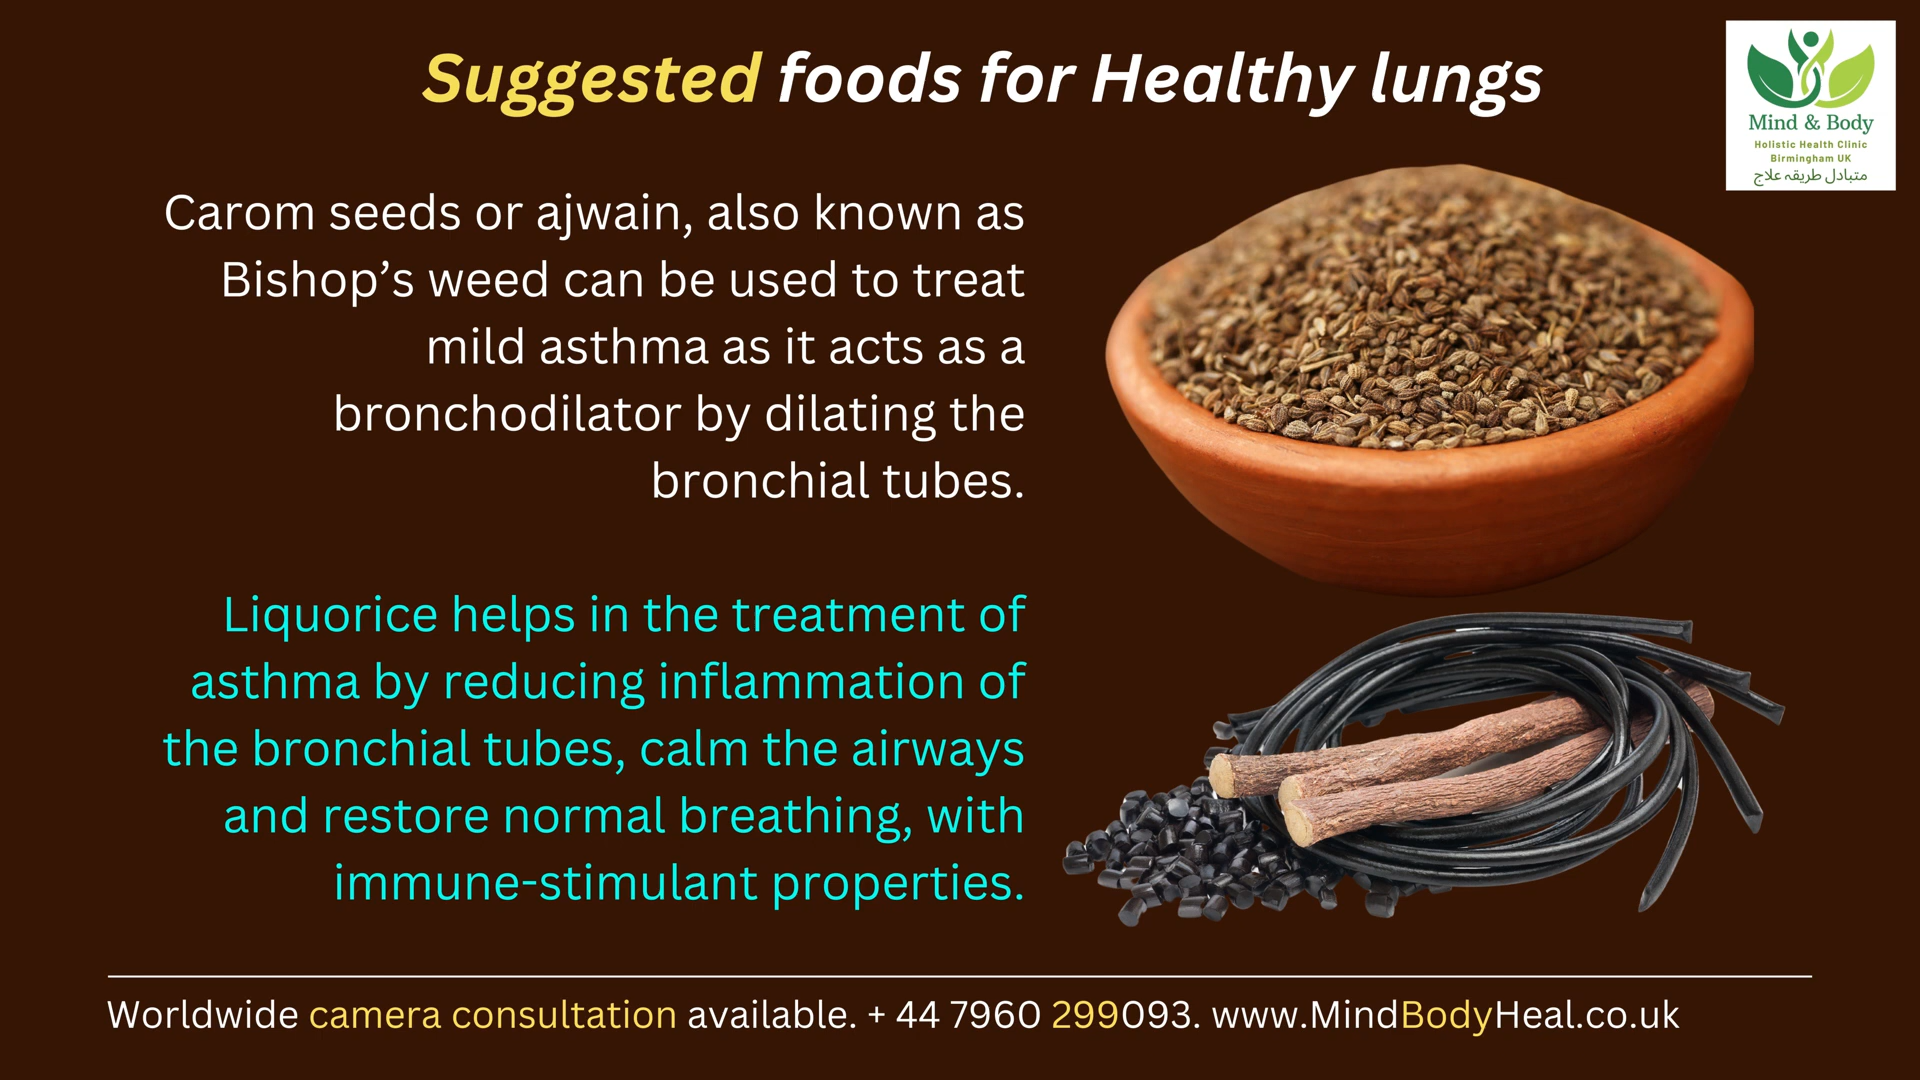 Suggested foods for Healthy lungs
Mind & Body
Holistic Health Clinic
Birmingham UK
متبادل طریقہ علاج
Carom seeds or ajwain, also known as
Bishop’s weed can be used to treat
mild asthma as it acts as a
bronchodilator by dilating the
bronchial tubes.
Liquorice helps in the treatment of
asthma by reducing inflammation of
the bronchial tubes, calm the airways
and restore normal breathing, with
immune-stimulant properties.
Worldwide camera consultation available. + 44 7960 299093. www.MindBodyHeal.co.uk